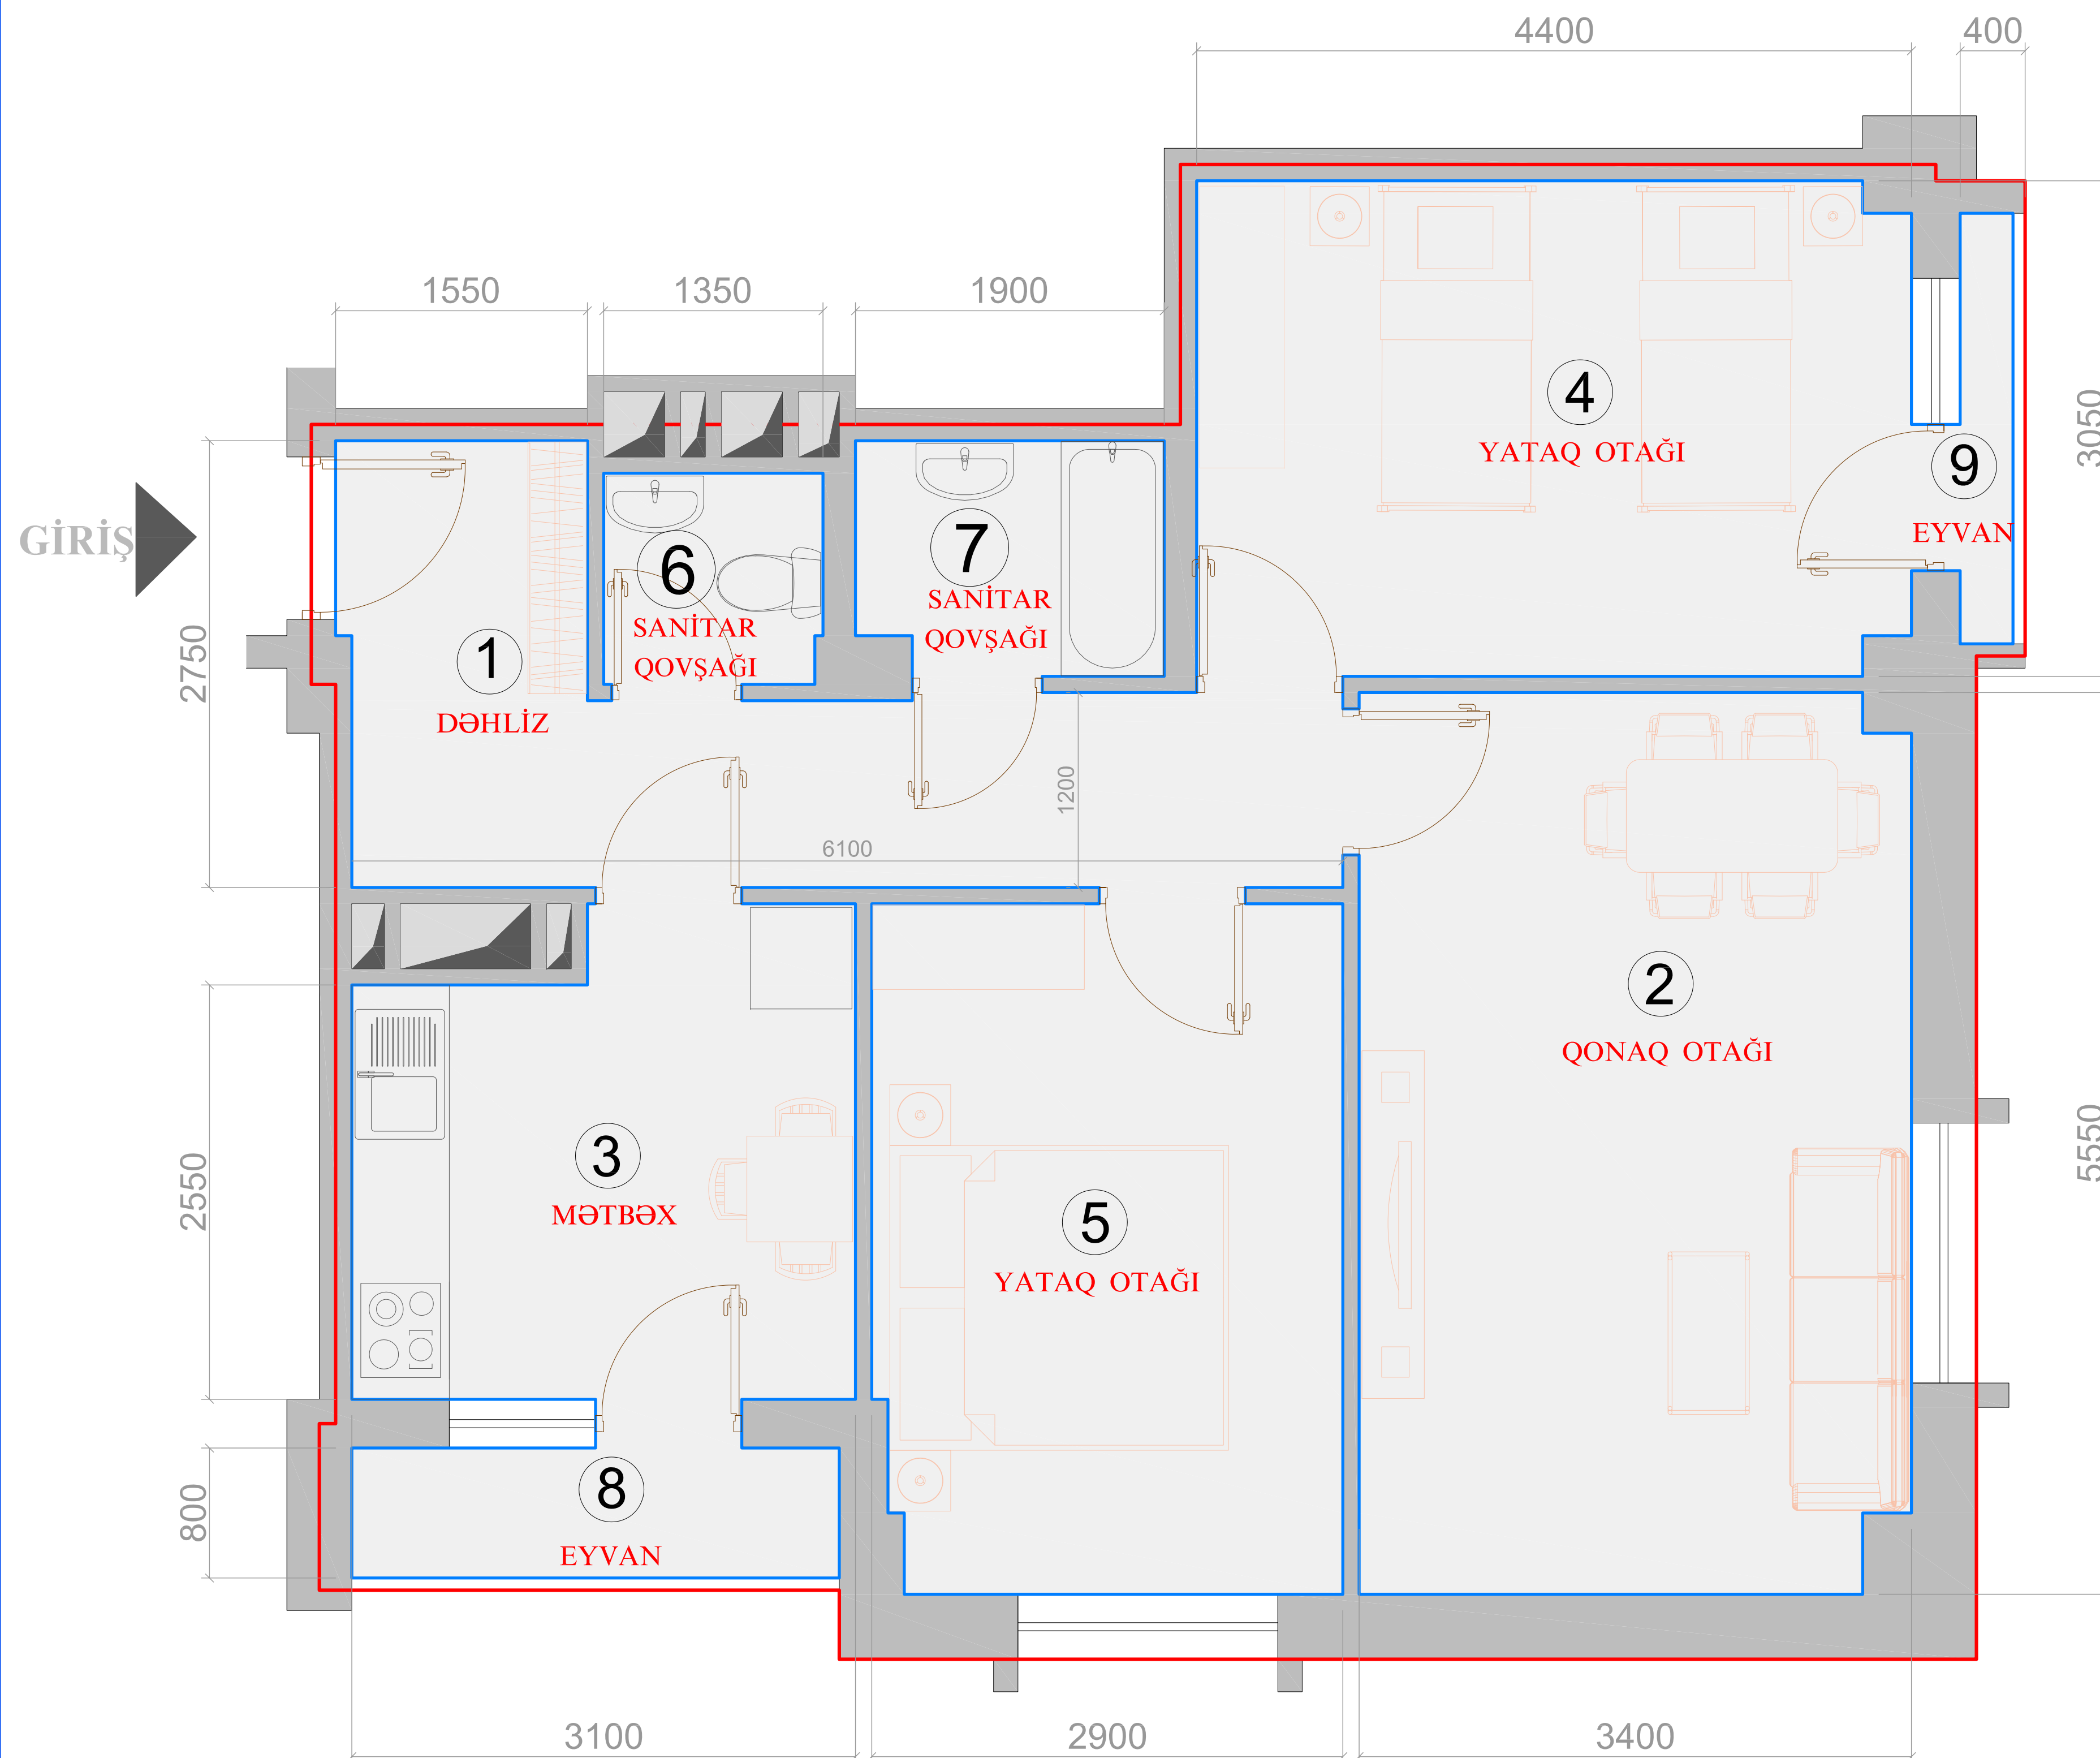 4400
400
1550
1350
1900
4
YATAQ OTAĞI
3050
9
EYVAN
GİRİŞ
7
SANİTAR
QOVŞAĞI
6
SANİTAR
QOVŞAĞI
1
DƏHLİZ
2750
1200
6100
2
QONAQ OTAĞI
3
MƏTBƏX
2550
5550
5
YATAQ OTAĞI
8
EYVAN
800
3100
2900
3400